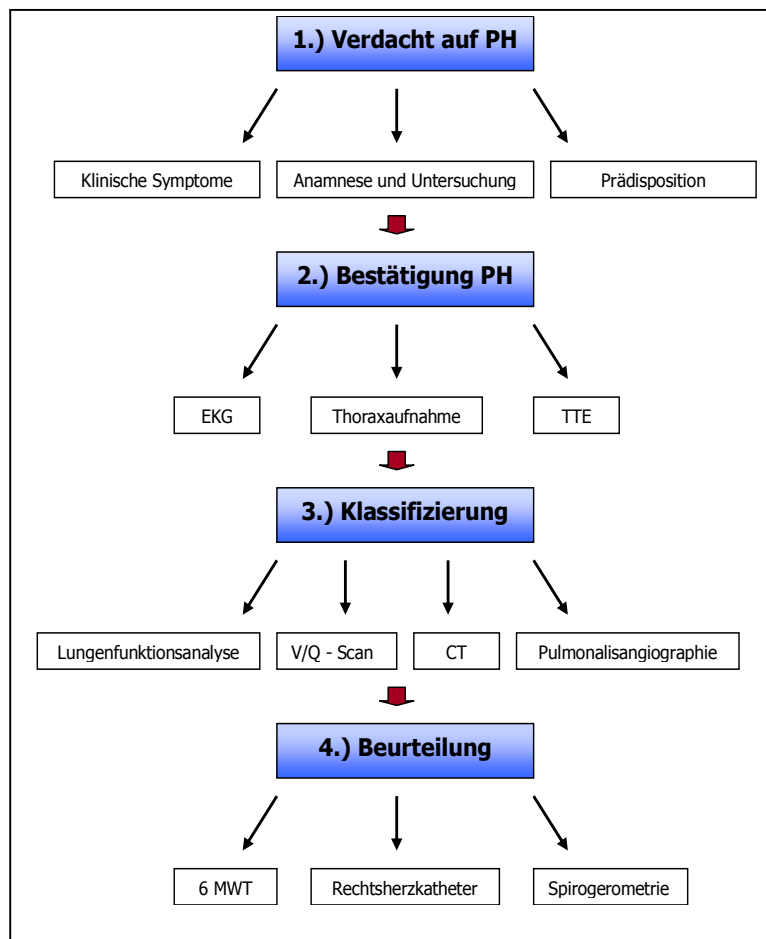 1.) Verdacht auf PH
Klinische Symptome
Anamnese und Untersuchung
Prädisposition
2.) Bestätigung PH
EKG
Thoraxaufnahme
TTE
3.) Klassifizierung
Lungenfunktionsanalyse
V/Q - Scan
CT
Pulmonalisangiographie
4.) Beurteilung
6 MWT
Rechtsherzkatheter
Spirogerometrie